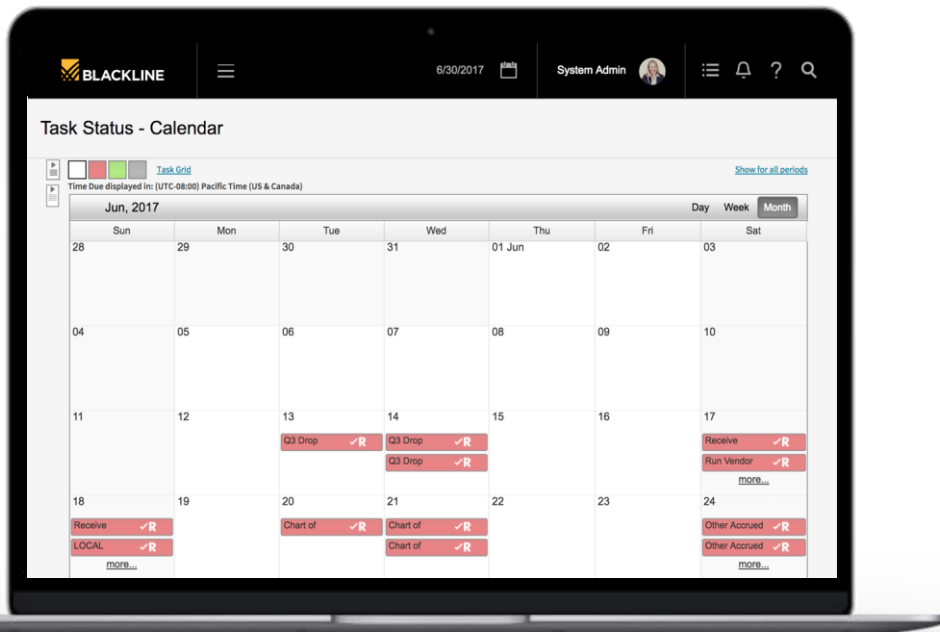 BLACKLINE
6/30/2017
System Admin
?
Task Status - Calendar
Task Grid
Show for all periods
Time Due displayed in: (UTC-08:00) Pacific Time (US & Canada)
Jun, 2017
Day Week Month
Sun Mon Tue Wed Thu Fri Sat
28 29 30 31 01 Jun 02 03
04 05 06 07 08 09 10
11 12 13 14 15 16 17
Q3 Drop R Q3 Drop R Receive R
Q3 Drop R Run Vendor R
more...
18 19 20 21 22 23 24
Receive R Chart of R Chart of R Other Accrued R
LOCAL R Chart of R Other Accrued R
more... more...